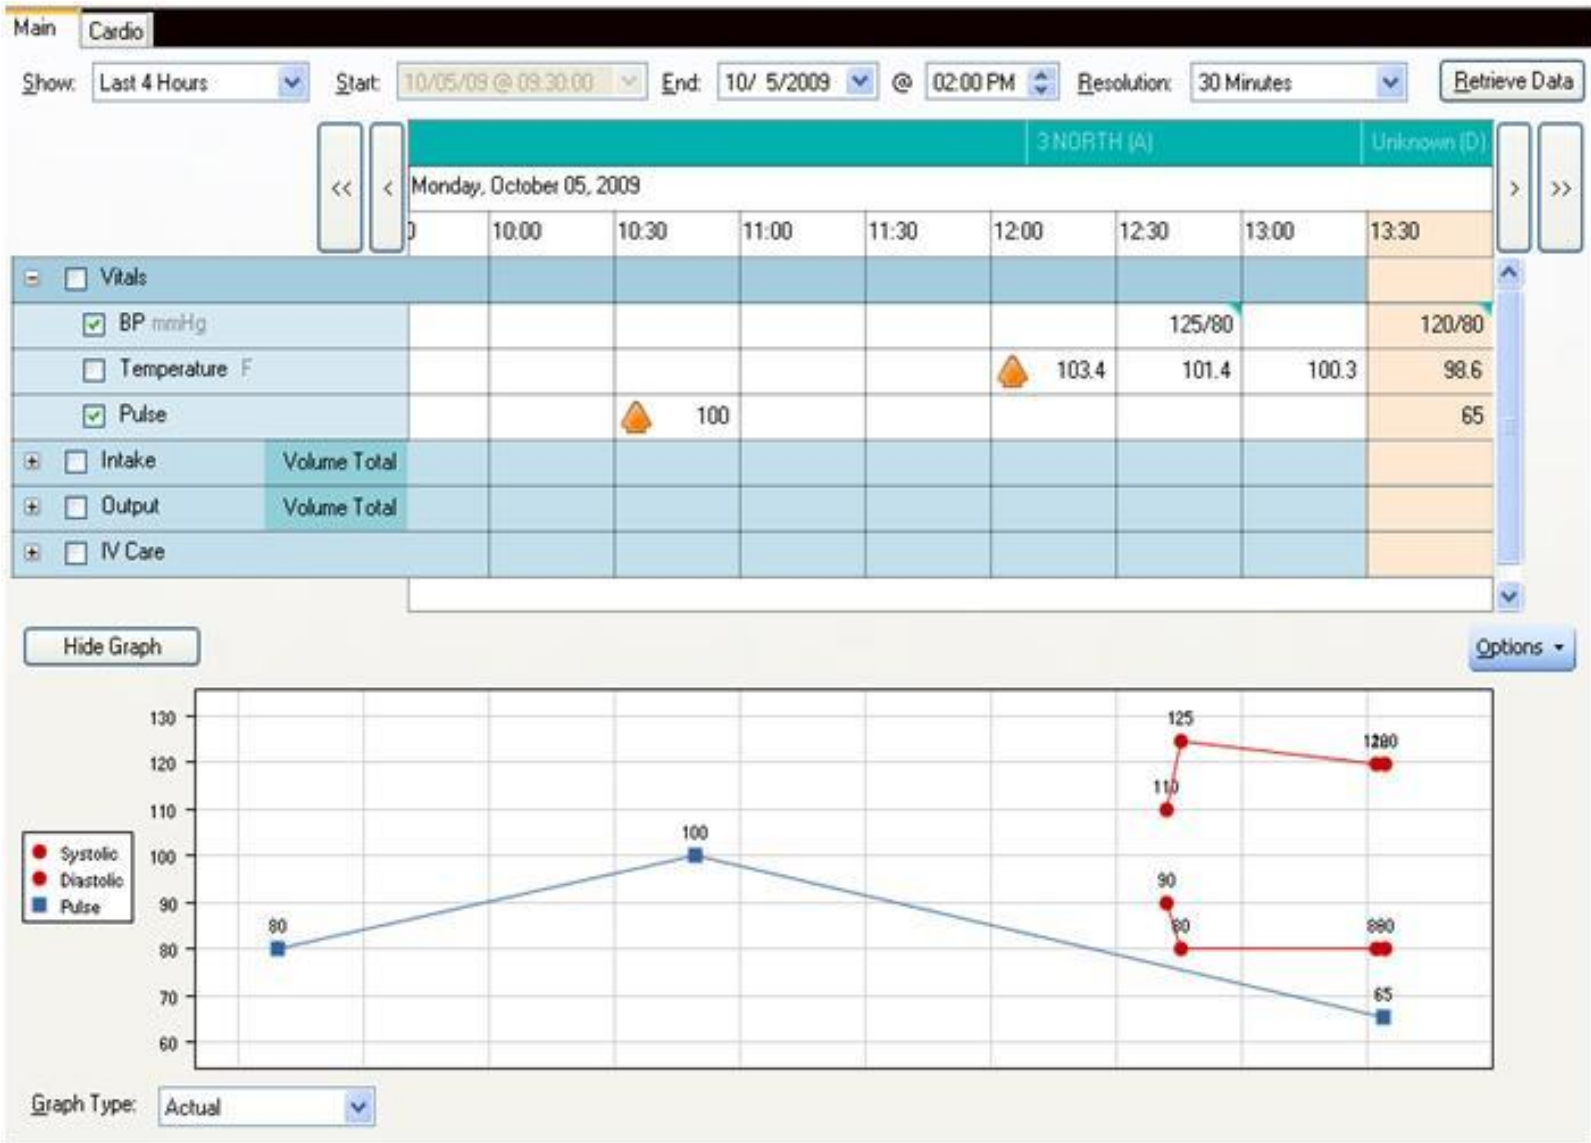 Main Cardio
Show: Last 4 Hours Start: 10/05/09 @ 09:30:00 End: 10/ 5/2009 @ 02:00 PM Resolution: 30 Minutes Retrieve Data
3 NORTH (A) Unknown (D)
<< < Monday, October 05, 2009 > >>
0 10:00 10:30 11:00 11:30 12:00 12:30 13:00 13:30
Vitals
BP mmHg 125/80 120/80
Temperature F 103.4 101.4 100.3 98.6
Pulse 100 65
Intake Volume Total
Output Volume Total
IV Care
Hide Graph Options
130
120
110
100
90
80
70
60
125
110
100
90
80
80
65
Systolic
Diastolic
Pulse
Graph Type: Actual